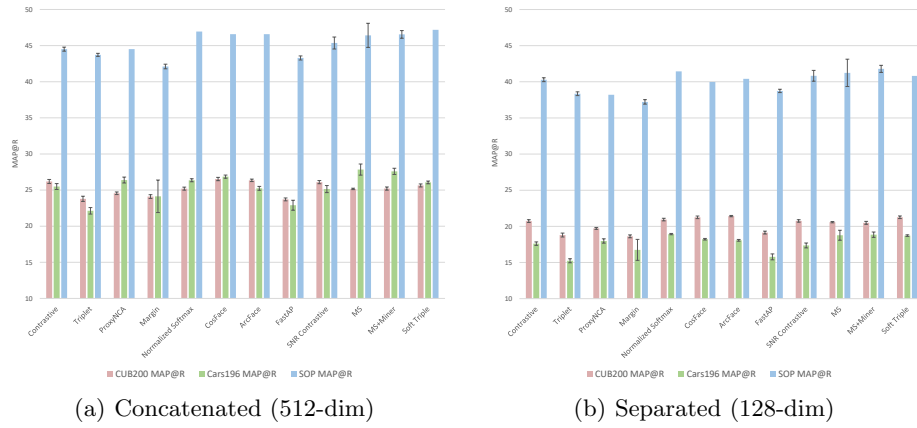 50
45
40
35
30
25
20
15
10
MAP@R
Contrastive
Triplet
ProxyNCA
Margin
Normalized Softmax
CosFace
ArcFace
FastAP
SNR Contrastive
MS
MS+Miner
Soft Triple
CUB200 MAP@R Cars196 MAP@R SOP MAP@R
(a) Concatenated (512-dim)
50
45
40
35
30
25
20
15
10
MAP@R
Contrastive
Triplet
ProxyNCA
Margin
Normalized Softmax
CosFace
ArcFace
FastAP
SNR Contrastive
MS
MS+Miner
Soft Triple
CUB200 MAP@R Cars196 MAP@R SOP MAP@R
(b) Separated (128-dim)